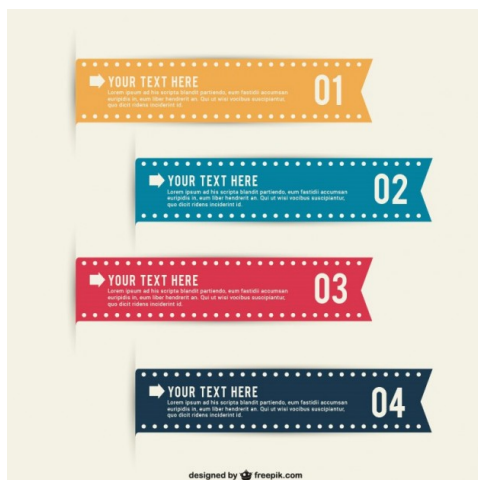 YOUR TEXT HERE
Lorem ipsum ad his scripta blandit partiendo, eum fastidii accumsan
euripidis in, eum liber hendrerit an. Qui ut wisi vocibus suscipiantur,
quo dicit ridens inciderint id.
01
YOUR TEXT HERE
Lorem ipsum ad his scripta blandit partiendo, eum fastidii accumsan
euripidis in, eum liber hendrerit an. Qui ut wisi vocibus suscipiantur,
quo dicit ridens inciderint id.
02
YOUR TEXT HERE
Lorem ipsum ad his scripta blandit partiendo, eum fastidii accumsan
euripidis in, eum liber hendrerit an. Qui ut wisi vocibus suscipiantur,
quo dicit ridens inciderint id.
03
YOUR TEXT HERE
Lorem ipsum ad his scripta blandit partiendo, eum fastidii accumsan
euripidis in, eum liber hendrerit an. Qui ut wisi vocibus suscipiantur,
quo dicit ridens inciderint id.
04
designed by freepik.com